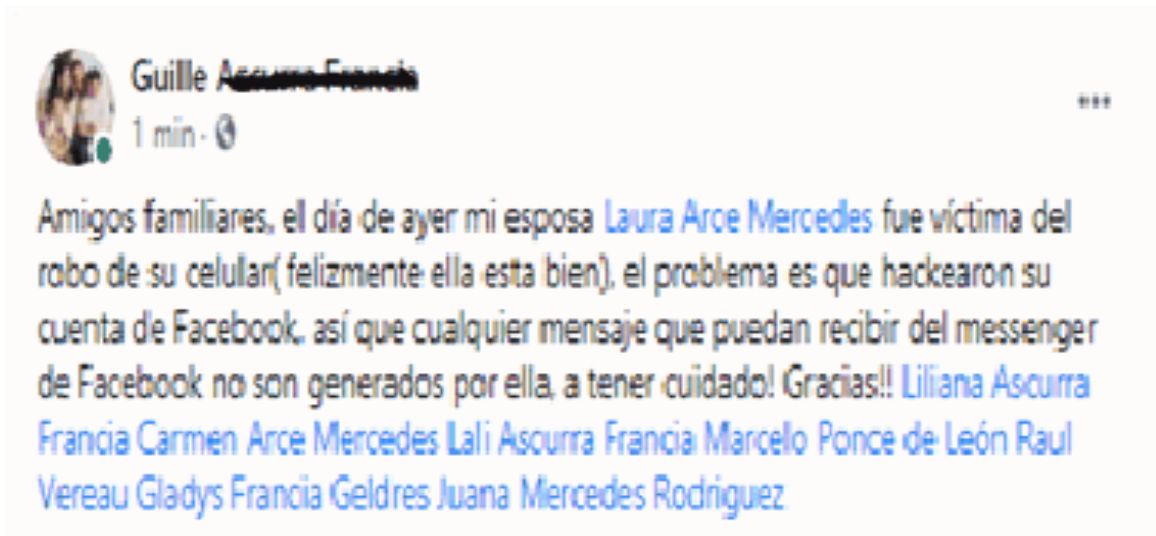 Guille
1 min ·
Amigos familiares, el día de ayer mi esposa Laura Arce Mercedes fue víctima del
robo de su celular( felizmente ella esta bien), el problema es que hackearon su
cuenta de Facebook, así que cualquier mensaje que puedan recibir del messenger
de Facebook no son generados por ella, a tener cuidado! Gracias!! Liliana Ascurra
Francia Carmen Arce Mercedes Lali Ascurra Francia Marcelo Ponce de León Raul
Vereau Gladys Francia Geldres Juana Mercedes Rodriguez